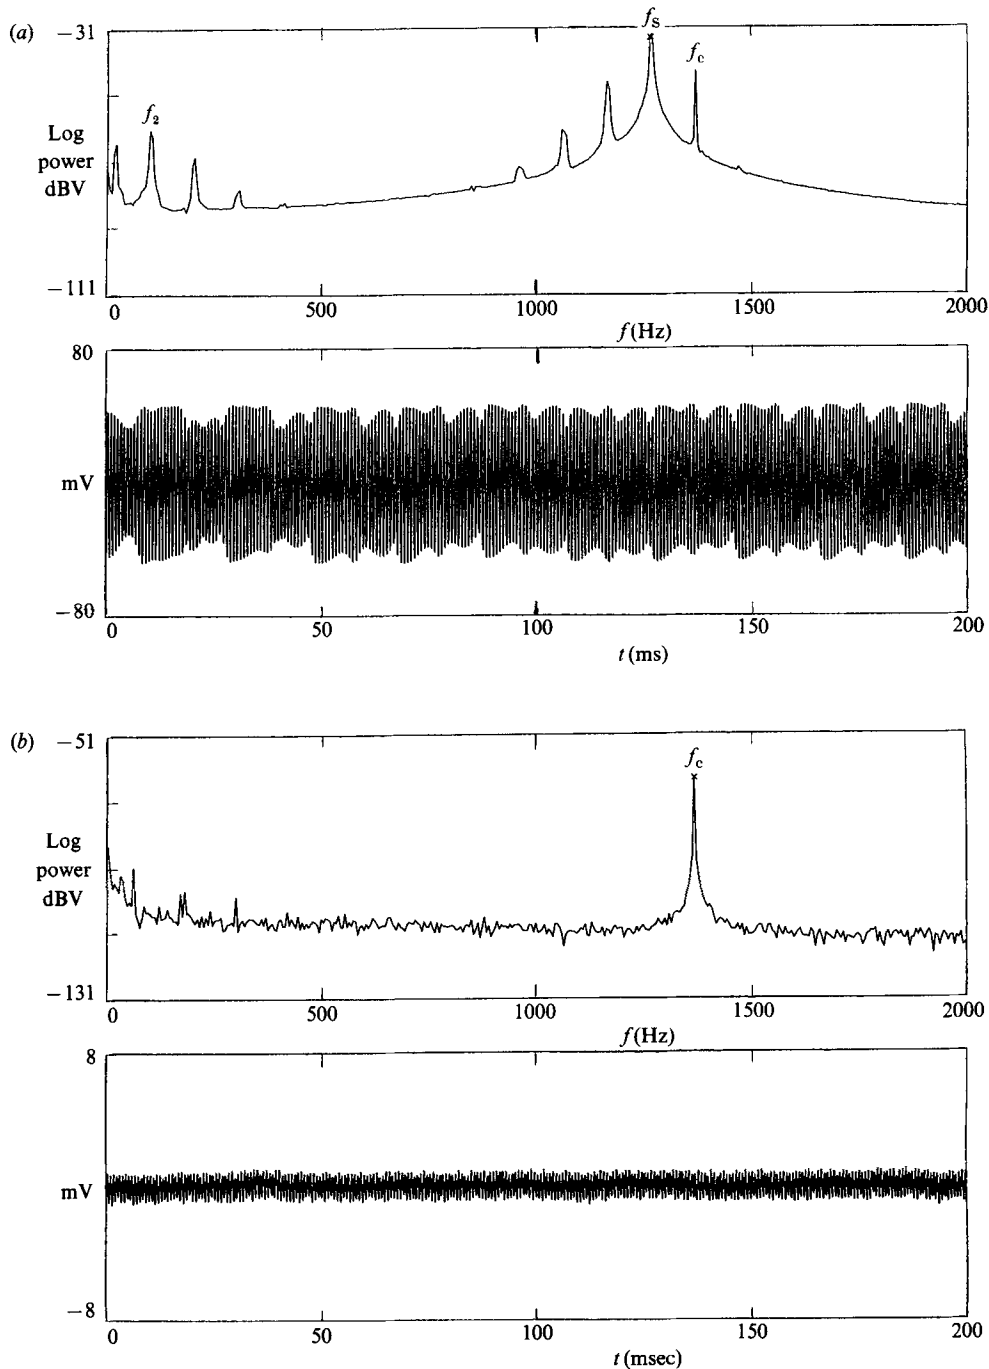 (a)
−31
f_s
f_c
f_2
Log
power
dBV
−111
0 500 1000 1500 2000
f (Hz)
80
mV
−80
0 50 100 150 200
t (ms)
(b)
−51
f_c
Log
power
dBV
−131
0 500 1000 1500 2000
f (Hz)
8
mV
−8
0 50 100 150 200
t (msec)